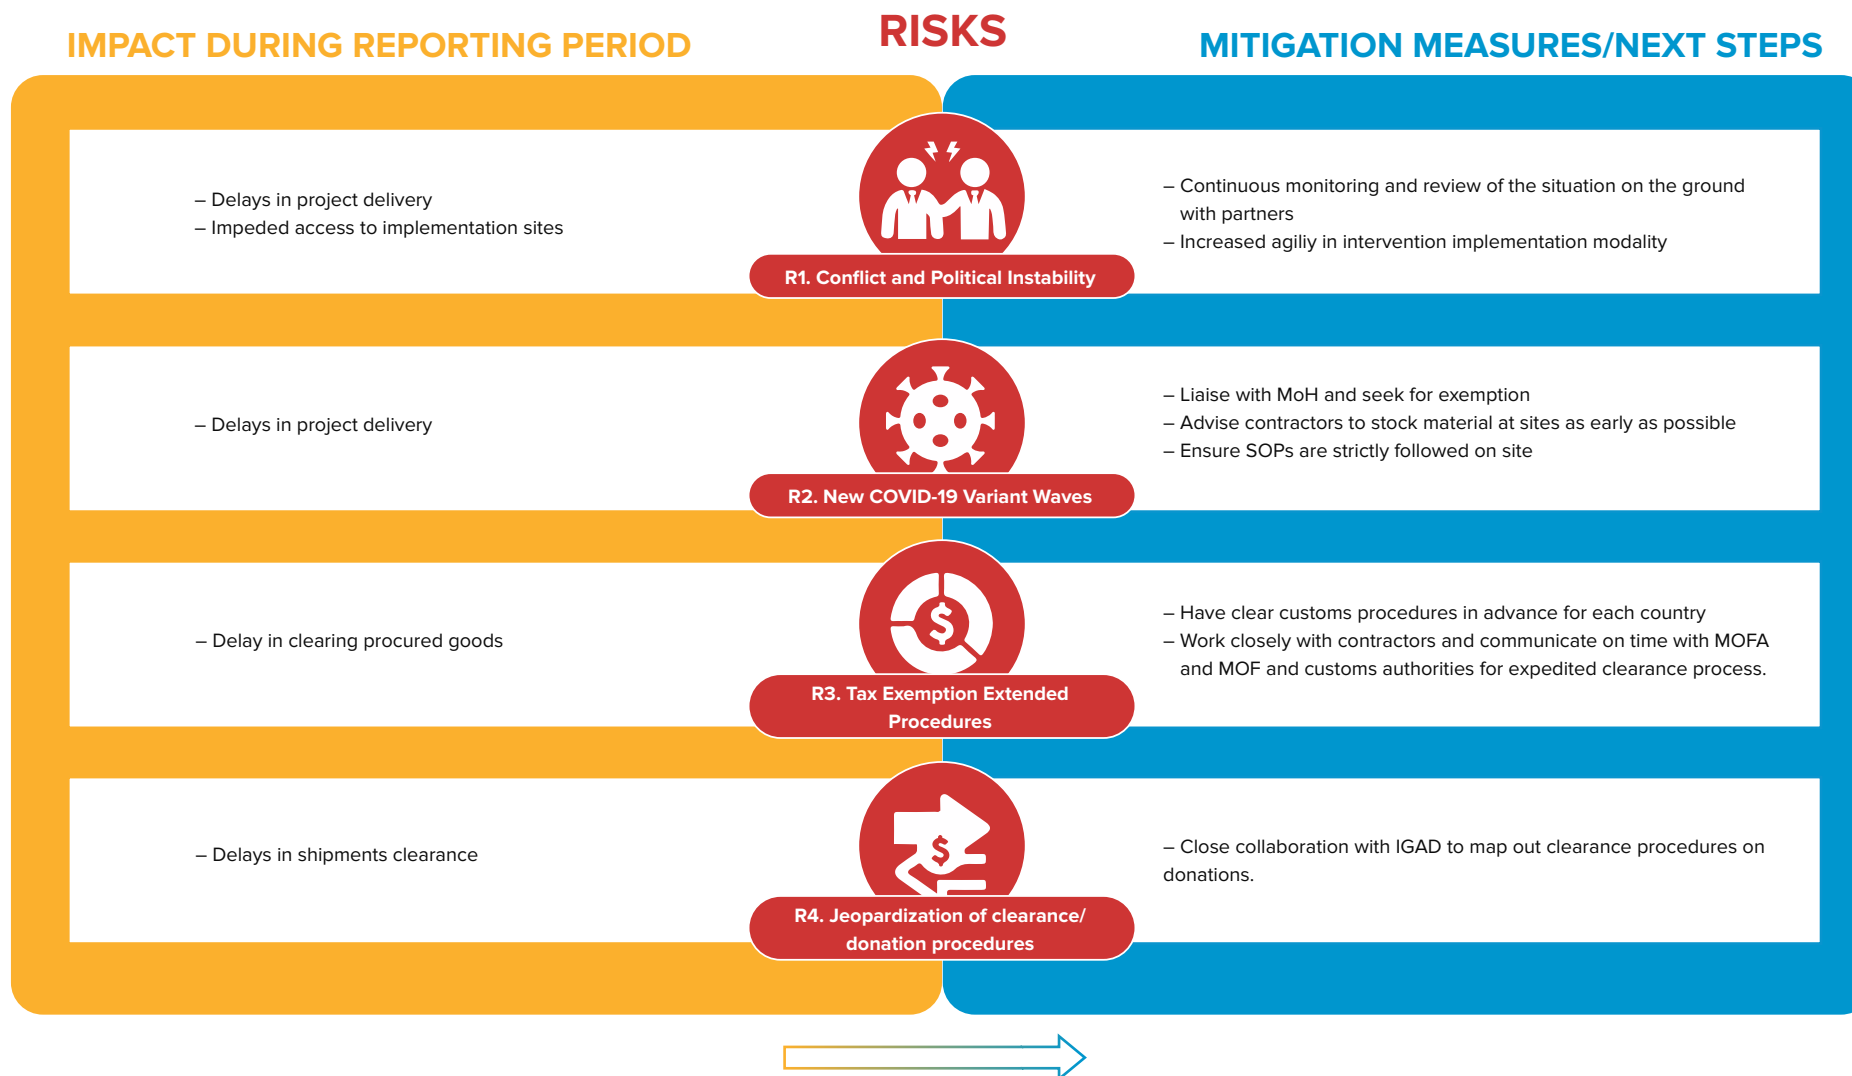 IMPACT DURING REPORTING PERIOD
RISKS
MITIGATION MEASURES/NEXT STEPS
– Delays in project delivery
– Impeded access to implementation sites
R1. Conflict and Political Instability
– Continuous monitoring and review of the situation on the ground
with partners
– Increased agiliy in intervention implementation modality
– Delays in project delivery
R2. New COVID-19 Variant Waves
– Liaise with MoH and seek for exemption
– Advise contractors to stock material at sites as early as possible
– Ensure SOPs are strictly followed on site
– Delay in clearing procured goods
$
R3. Tax Exemption Extended
Procedures
– Have clear customs procedures in advance for each country
– Work closely with contractors and communicate on time with MOFA
and MOF and customs authorities for expedited clearance process.
– Delays in shipments clearance
$
R4. Jeopardization of clearance/
donation procedures
– Close collaboration with IGAD to map out clearance procedures on
donations.